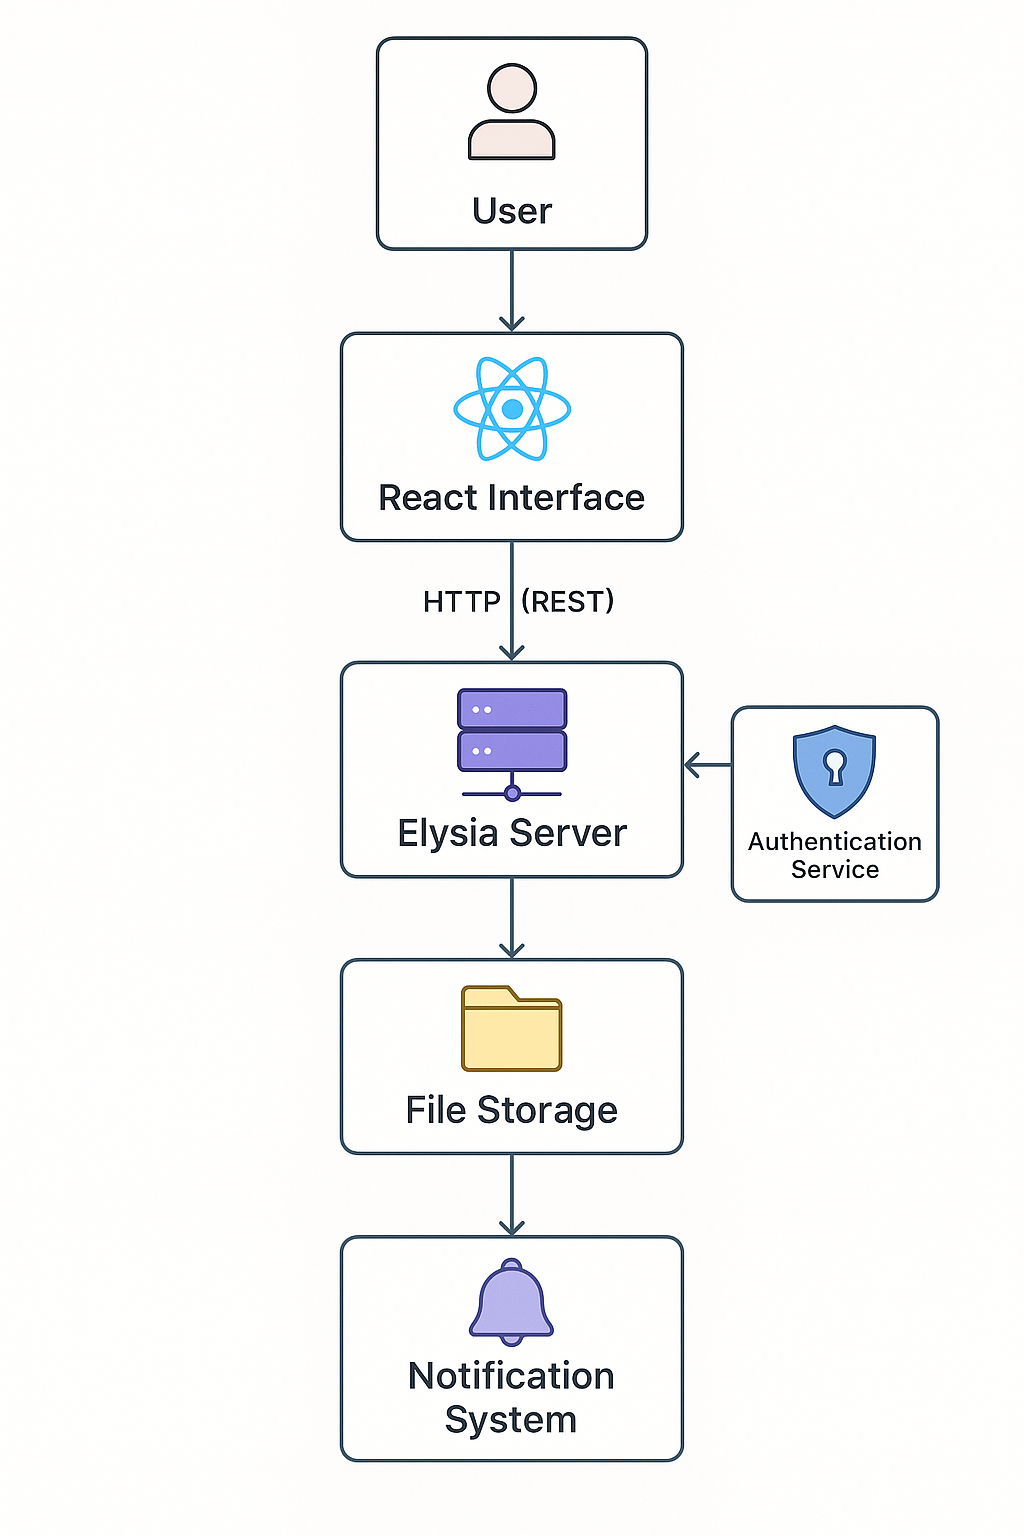 User
React Interface
HTTP (REST)
Elysia Server
Authentication
Service
File Storage
Notification
System